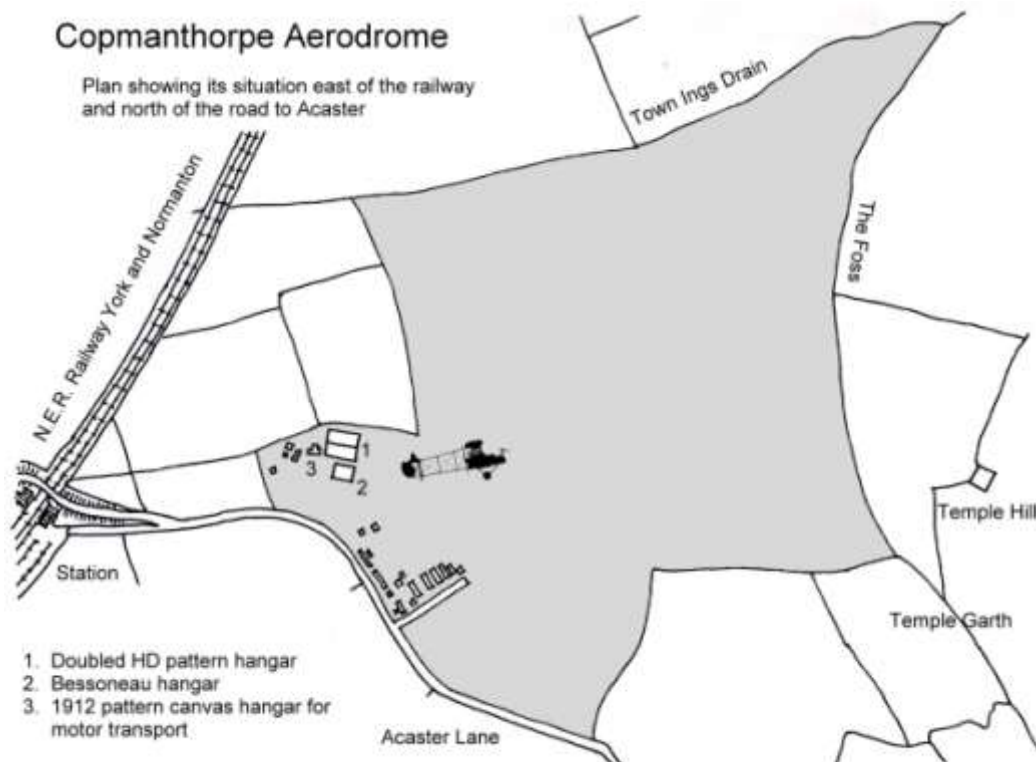 Copmanthorpe Aerodrome
Plan showing its situation east of the railway
and north of the road to Acaster
Town Ings Drain
N.E.R. Railway York and Normanton
The Foss
1
3
2
Temple Hill
Station
Temple Garth
1. Doubled HD pattern hangar
2. Bessoneau hangar
3. 1912 pattern canvas hangar for
motor transport
Acaster Lane